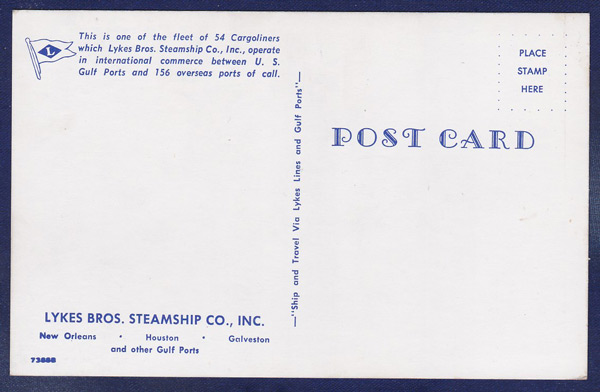 This is one of the fleet of 54 Cargoliners
which Lykes Bros. Steamship Co., Inc., operate
in international commerce between U. S.
Gulf Ports and 156 overseas ports of call.
L
PLACE
STAMP
HERE
—"Ship and Travel Via Lykes Lines and Gulf Ports"—
POST CARD
LYKES BROS. STEAMSHIP CO., INC.
New Orleans • Houston • Galveston
and other Gulf Ports